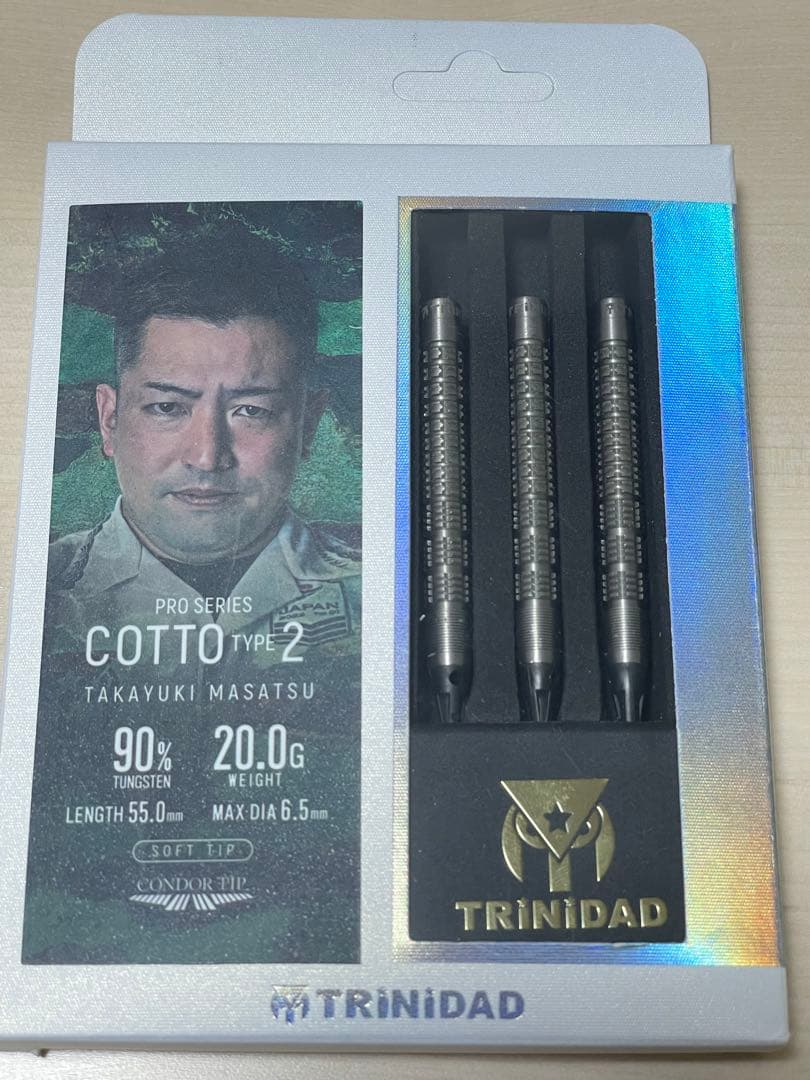 JAPAN
PRO SERIES
COTTO TYPE 2
TAKAYUKI MASATSU
90% 20.0G
TUNGSTEN WEIGHT
LENGTH 55.0mm MAX-DIA 6.5mm
SOFT TIP
CONDOR TIP
TRiNiDAD
TRiNiDAD